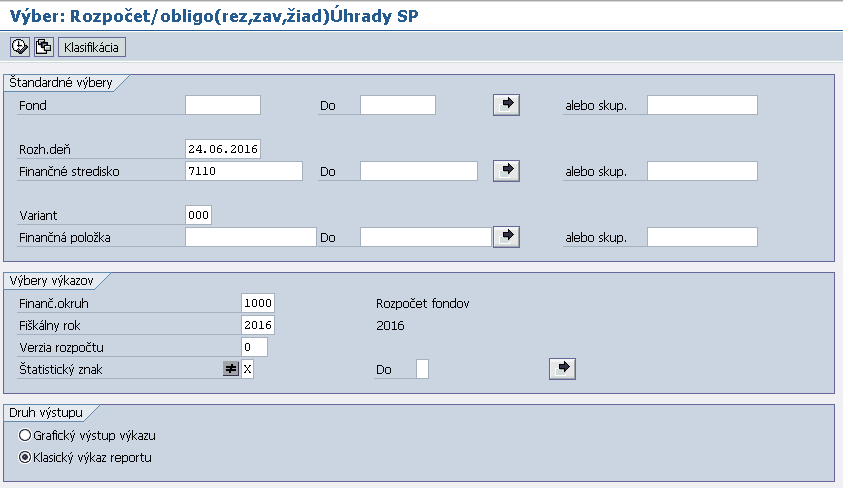 Výber: Rozpočet/obligo(rez,zav,žiad)Úhrady SP
Klasifikácia
Štandardné výbery
Fond Do alebo skup.
Rozh.deň 24.06.2016
Finančné stredisko 7110 Do alebo skup.
Variant 000
Finančná položka Do alebo skup.
Výbery výkazov
Finanč.okruh 1000 Rozpočet fondov
Fiškálny rok 2016 2016
Verzia rozpočtu 0
Štatistický znak ≠ X Do
Druh výstupu
Grafický výstup výkazu
Klasický výkaz reportu